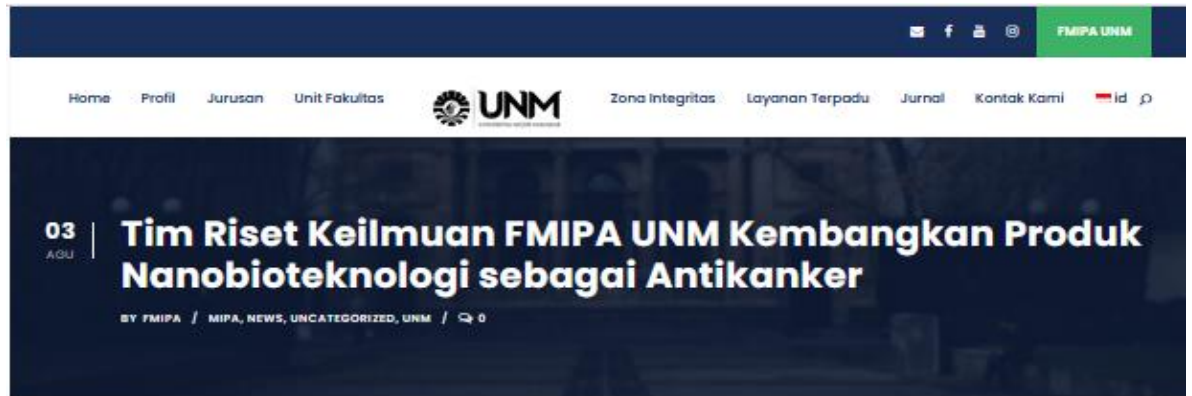 FMIPA UNM
Home Profil Jurusan Unit Fakultas UNM Zona Integritas Layanan Terpadu Jurnal Kontak Kami id
03
AGU
Tim Riset Keilmuan FMIPA UNM Kembangkan Produk
Nanobioteknologi sebagai Antikanker
BY FMIPA / MIPA, NEWS, UNCATEGORIZED, UNM / 0